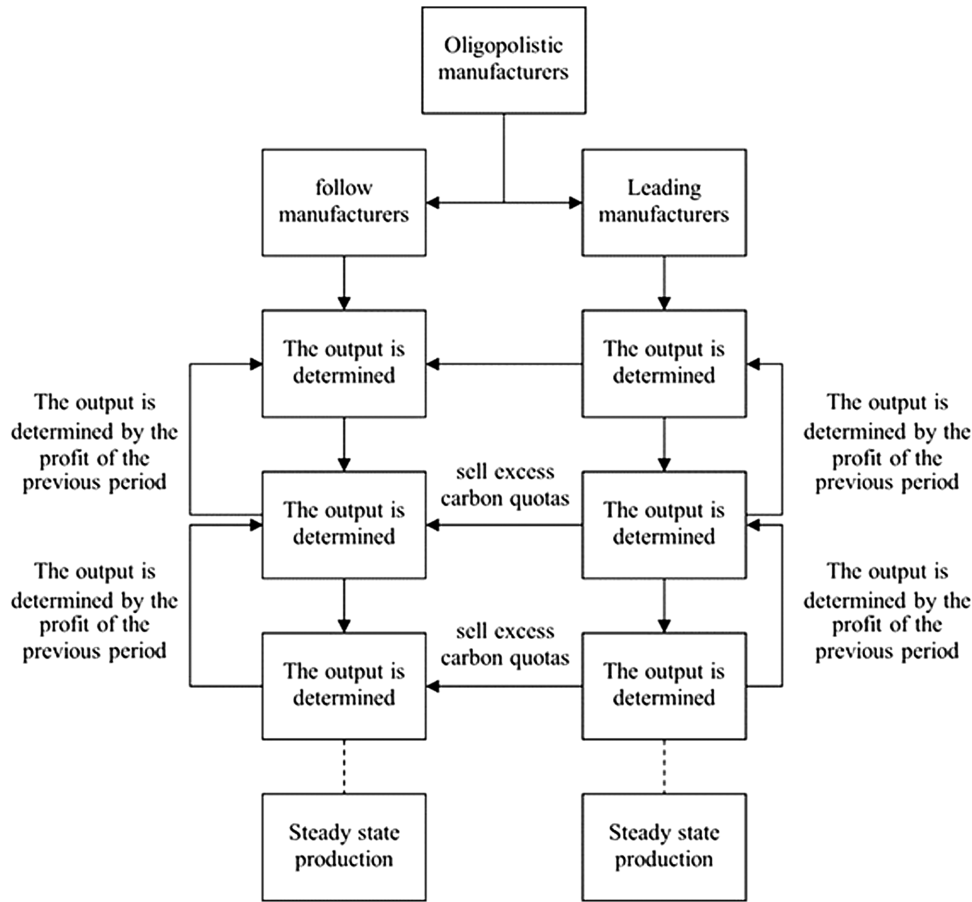 Oligopolistic
manufacturers
follow
manufacturers
Leading
manufacturers
The output is
determined
The output is
determined
The output is
determined by the
profit of the
previous period
The output is
determined by the
profit of the
previous period
sell excess
carbon quotas
The output is
determined
The output is
determined
The output is
determined by the
profit of the
previous period
The output is
determined by the
profit of the
previous period
sell excess
carbon quotas
The output is
determined
The output is
determined
Steady state
production
Steady state
production